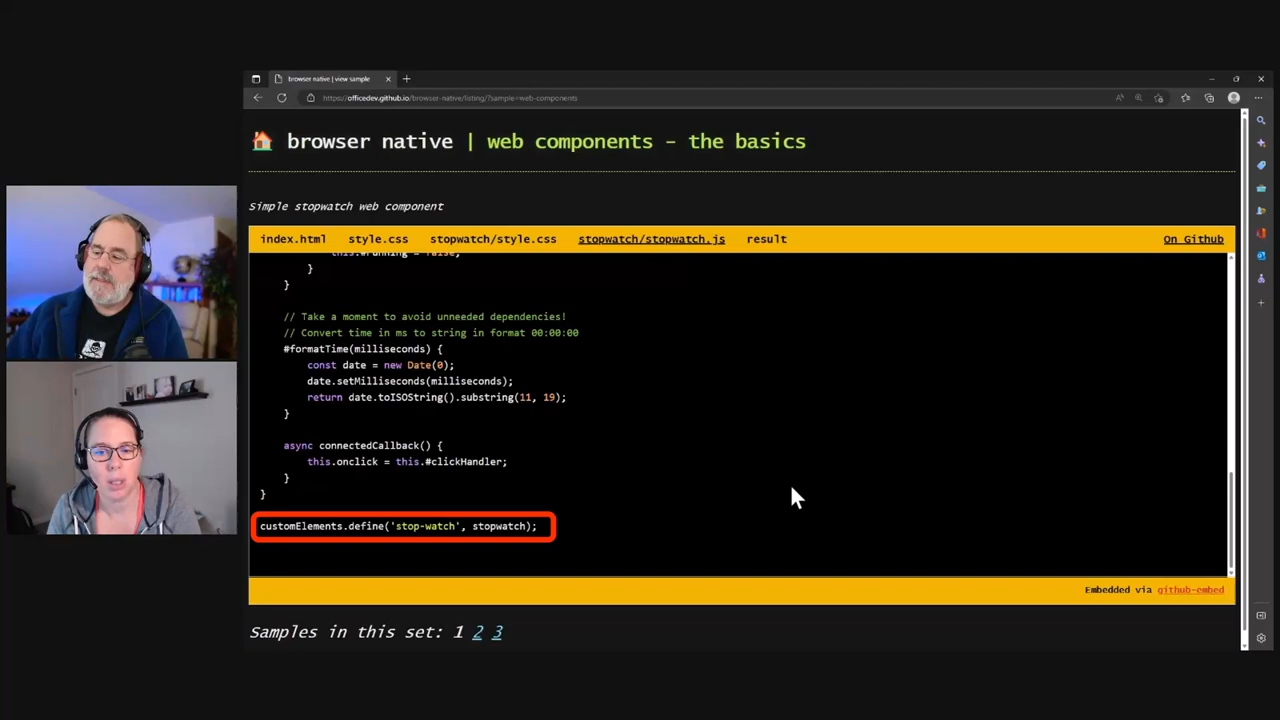 browser native | view sample
https://officedev.github.io/browser-native/listing/?sample=web-components
browser native | web components - the basics
Simple stopwatch web component
index.html style.css stopwatch/style.css stopwatch/stopwatch.js result On Github
this.#running = false;
}
}
// Take a moment to avoid unneeded dependencies!
// Convert time in ms to string in format 00:00:00
#formatTime(milliseconds) {
const date = new Date(0);
date.setMilliseconds(milliseconds);
return date.toISOString().substring(11, 19);
}
async connectedCallback() {
this.onclick = this.#clickHandler;
}
}
customElements.define('stop-watch', stopwatch);
Embedded via github-embed
Samples in this set: 1 2 3